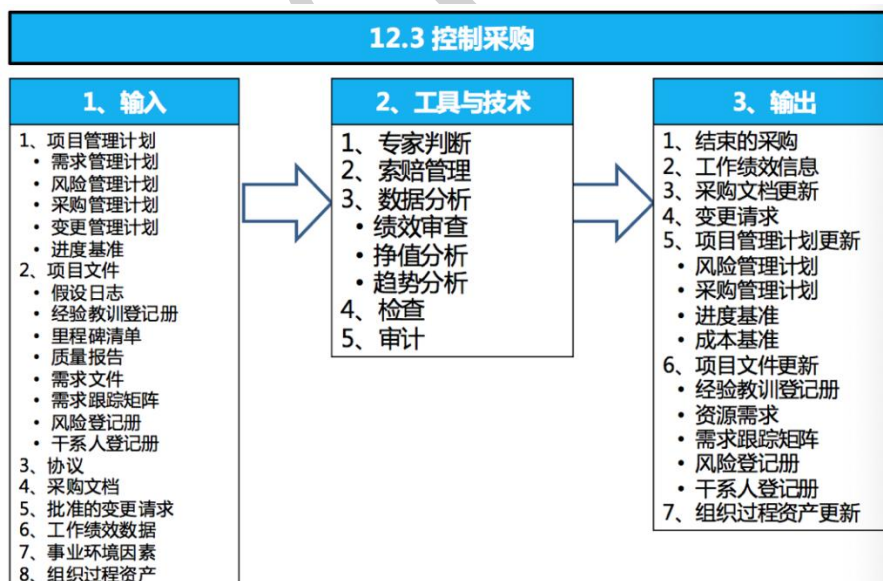 12.3 控制采购
1、输入
1、项目管理计划
• 需求管理计划
• 风险管理计划
• 采购管理计划
• 变更管理计划
• 进度基准
2、项目文件
• 假设日志
• 经验教训登记册
• 里程碑清单
• 质量报告
• 需求文件
• 需求跟踪矩阵
• 风险登记册
• 干系人登记册
3、协议
4、采购文档
5、批准的变更请求
6、工作绩效数据
7、事业环境因素
8、组织过程资产
2、工具与技术
1、专家判断
2、索赔管理
3、数据分析
• 绩效审查
• 挣值分析
• 趋势分析
4、检查
5、审计
3、输出
1、结束的采购
2、工作绩效信息
3、采购文档更新
4、变更请求
5、项目管理计划更新
• 风险管理计划
• 采购管理计划
• 进度基准
• 成本基准
6、项目文件更新
• 经验教训登记册
• 资源需求
• 需求跟踪矩阵
• 风险登记册
• 干系人登记册
7、组织过程资产更新